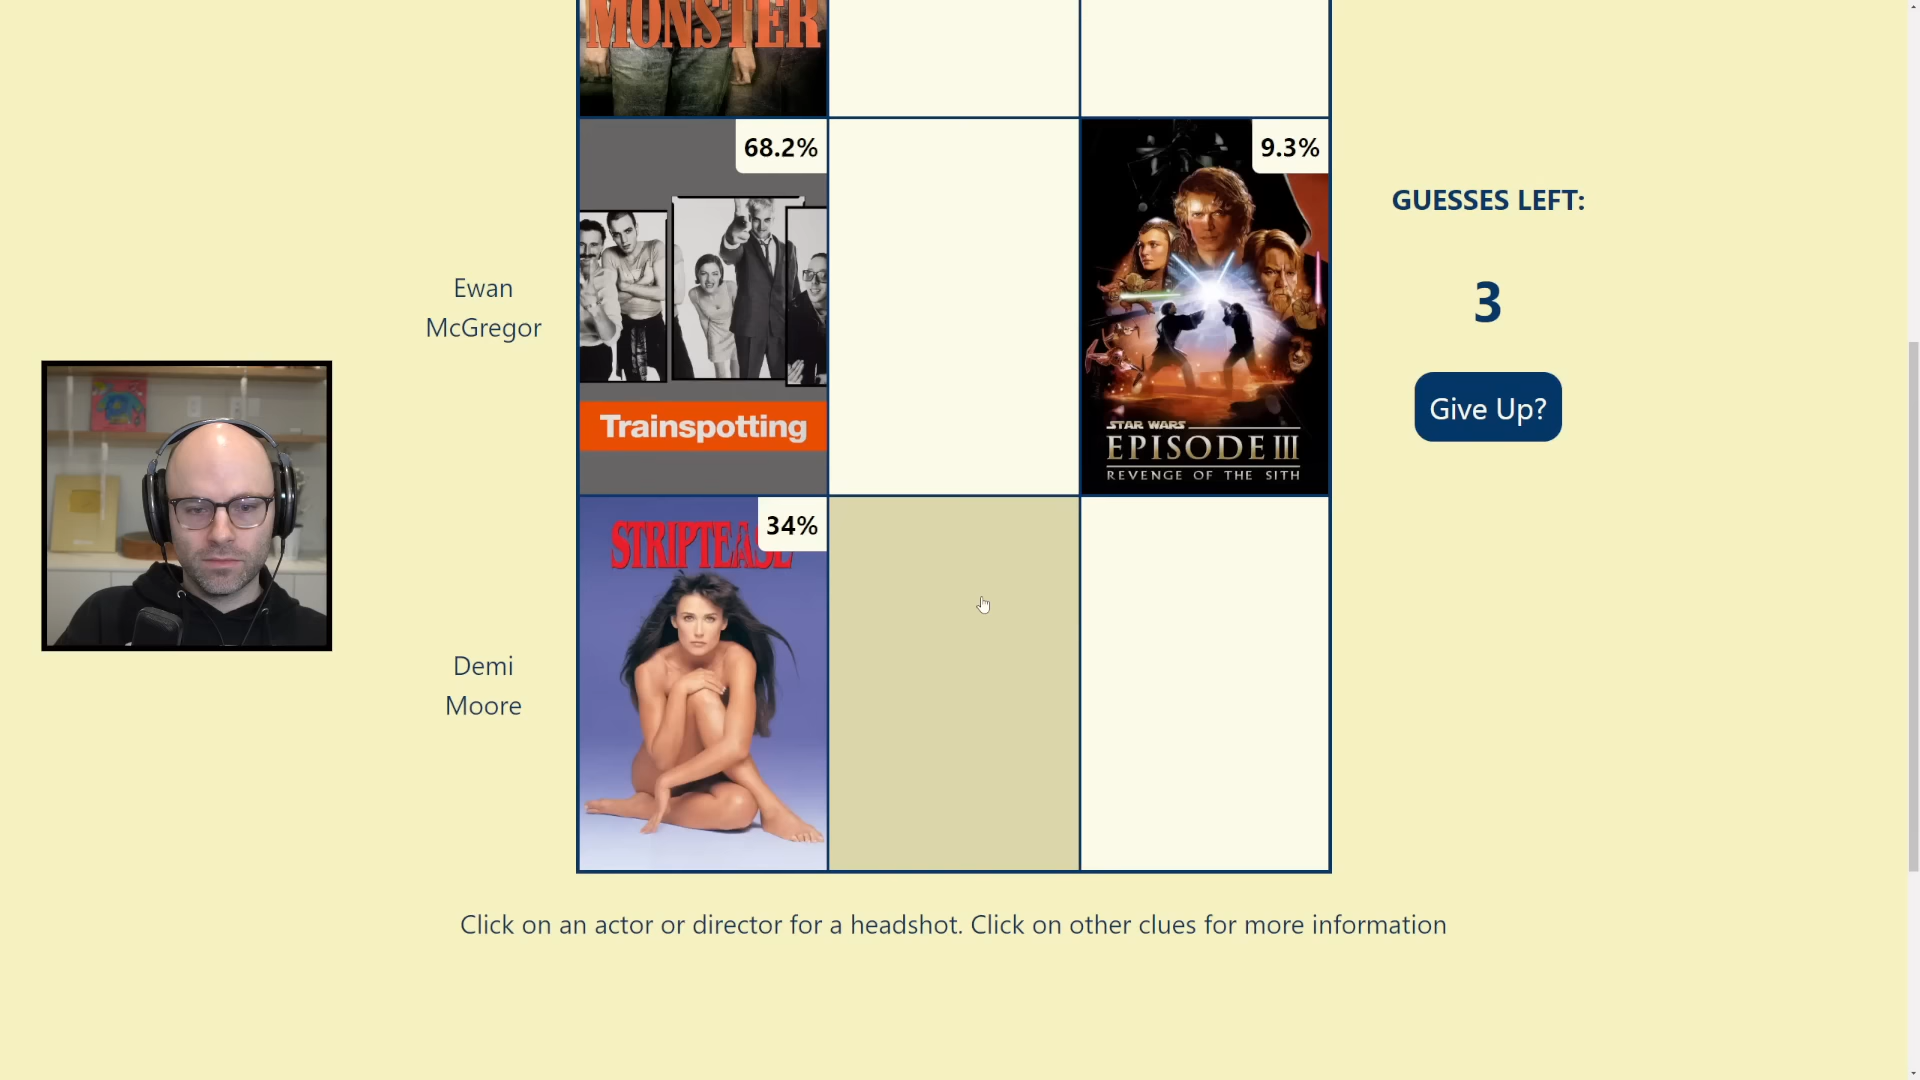 MONSTER
68.2%
9.3%
GUESSES LEFT:
3
Ewan
McGregor
Give Up?
Trainspotting
STAR WARS
EPISODE III
REVENGE OF THE SITH
34%
STRIPTEASE
Demi
Moore
Click on an actor or director for a headshot. Click on other clues for more information